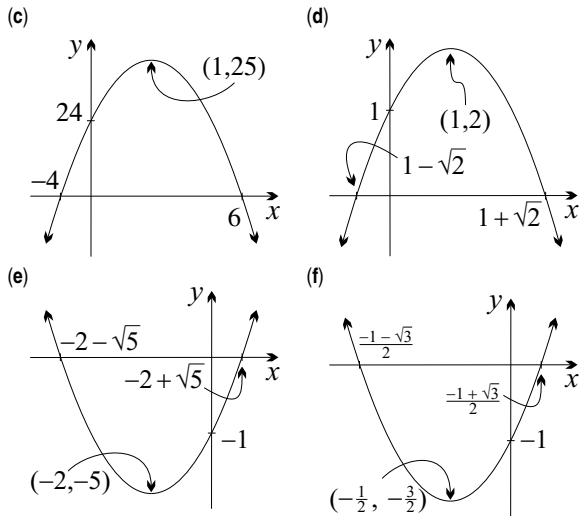 (c)
y
(1,25)
24
−4
6
x
(d)
y
1
(1,2)
1−√2
1+√2
x
(e)
y
−2−√5
−2+√5
x
−1
(−2,−5)
(f)
y
(−1−√3)/2
x
(−1+√3)/2
−1
(−1/2, −3/2)